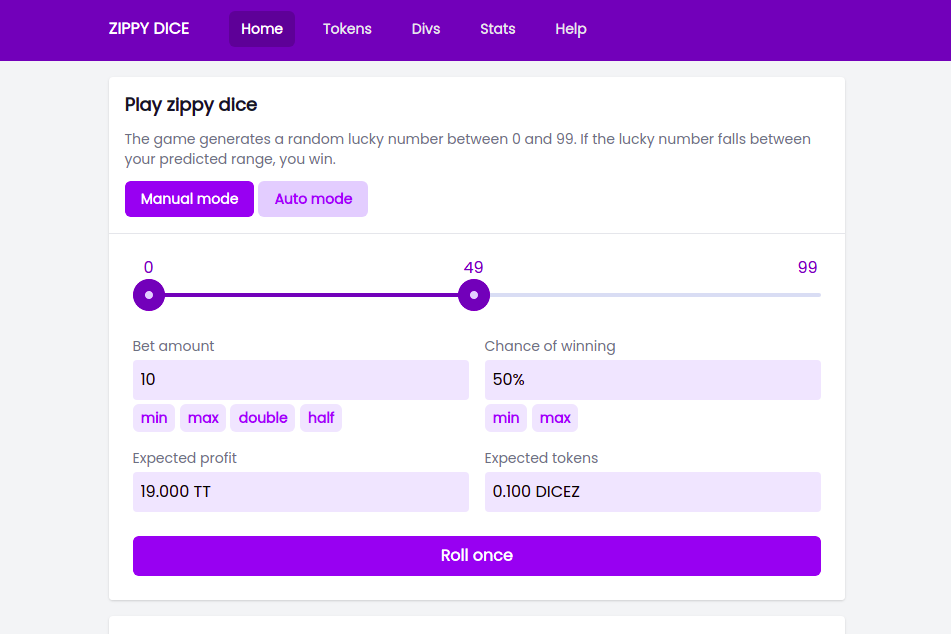 ZIPPY DICE Home Tokens Divs Stats Help
Play zippy dice
The game generates a random lucky number between 0 and 99. If the lucky number falls between
your predicted range, you win.
Manual mode Auto mode
0 49 99
Bet amount Chance of winning
10 50%
min max double half min max
Expected profit Expected tokens
19.000 TT 0.100 DICEZ
Roll once